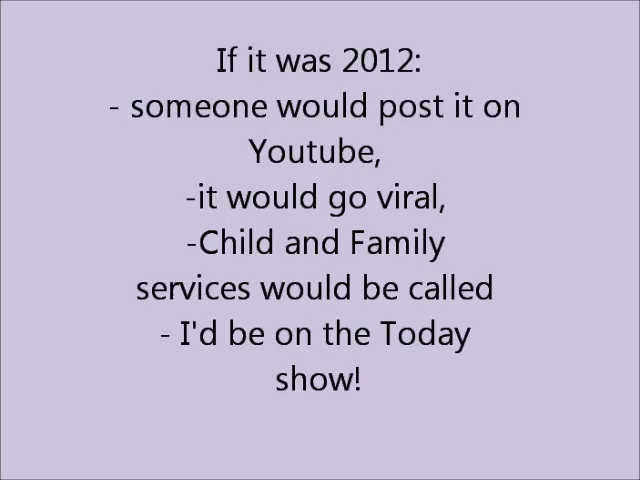 If it was 2012:
- someone would post it on
Youtube,
-it would go viral,
-Child and Family
services would be called
- I'd be on the Today
show!